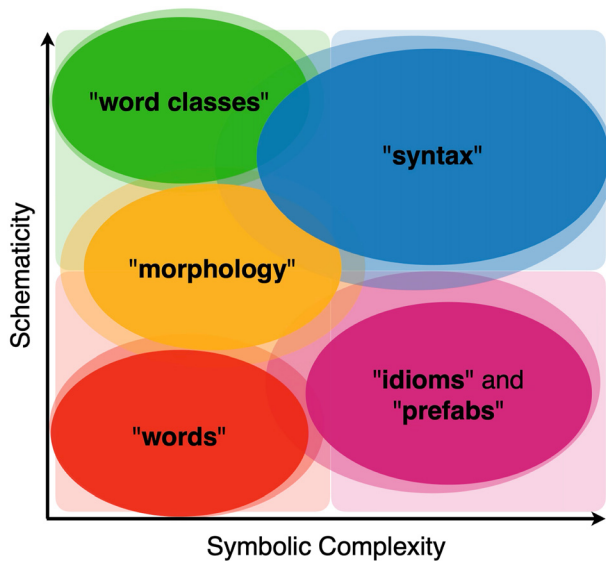 "word classes"
"syntax"
"morphology"
"idioms" and
"prefabs"
"words"
Schematicity
Symbolic Complexity